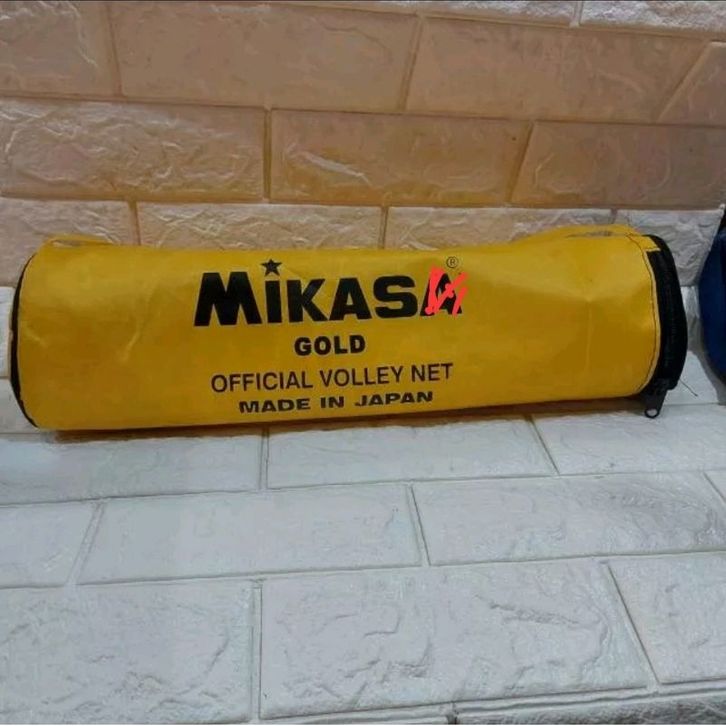 MiKASA®
GOLD
OFFICIAL VOLLEY NET
MADE IN JAPAN